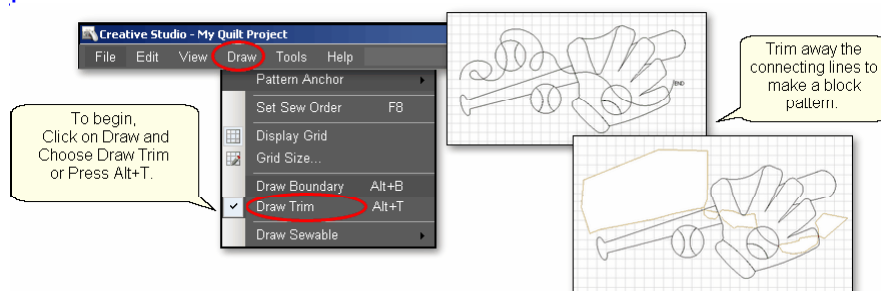 Creative Studio - My Quilt Project
File Edit View Draw Tools Help
Pattern Anchor
Set Sew Order F8
Display Grid
Grid Size...
Draw Boundary Alt+B
Draw Trim Alt+T
Draw Sewable
To begin,
Click on Draw and
Choose Draw Trim
or Press Alt+T.
END
Trim away the
connecting lines to
make a block
pattern.